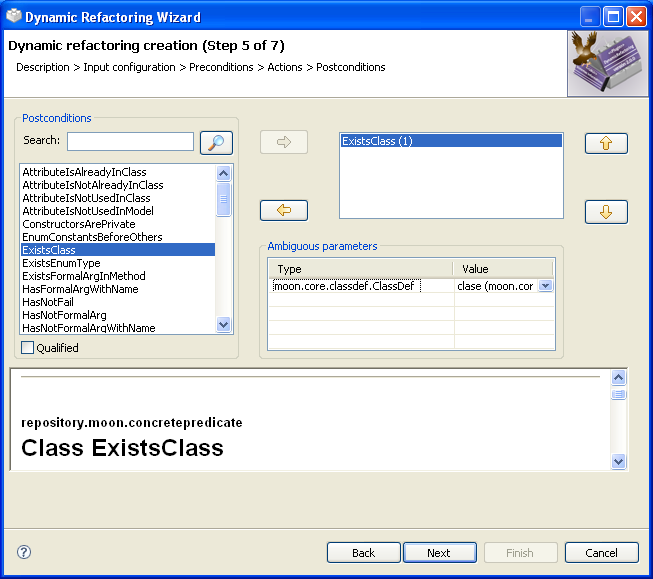 Dynamic Refactoring Wizard
Dynamic refactoring creation (Step 5 of 7)
Description > Input configuration > Preconditions > Actions > Postconditions
Postconditions
Search:
AttributeIsAlreadyInClass
AttributeIsNotAlreadyInClass
AttributeIsNotUsedInClass
AttributeIsNotUsedInModel
ConstructorsArePrivate
EnumConstantsBeforeOthers
ExistsClass
ExistsEnumType
ExistsFormalArgInMethod
HasFormalArgWithName
HasNotFail
HasNotFormalArg
HasNotFormalArgWithName
Qualified
ExistsClass (1)
Ambiguous parameters
Type Value
moon.core.classdef.ClassDef clase (moon.cor
repository.moon.concretepredicate
Class ExistsClass
?
Back Next Finish Cancel